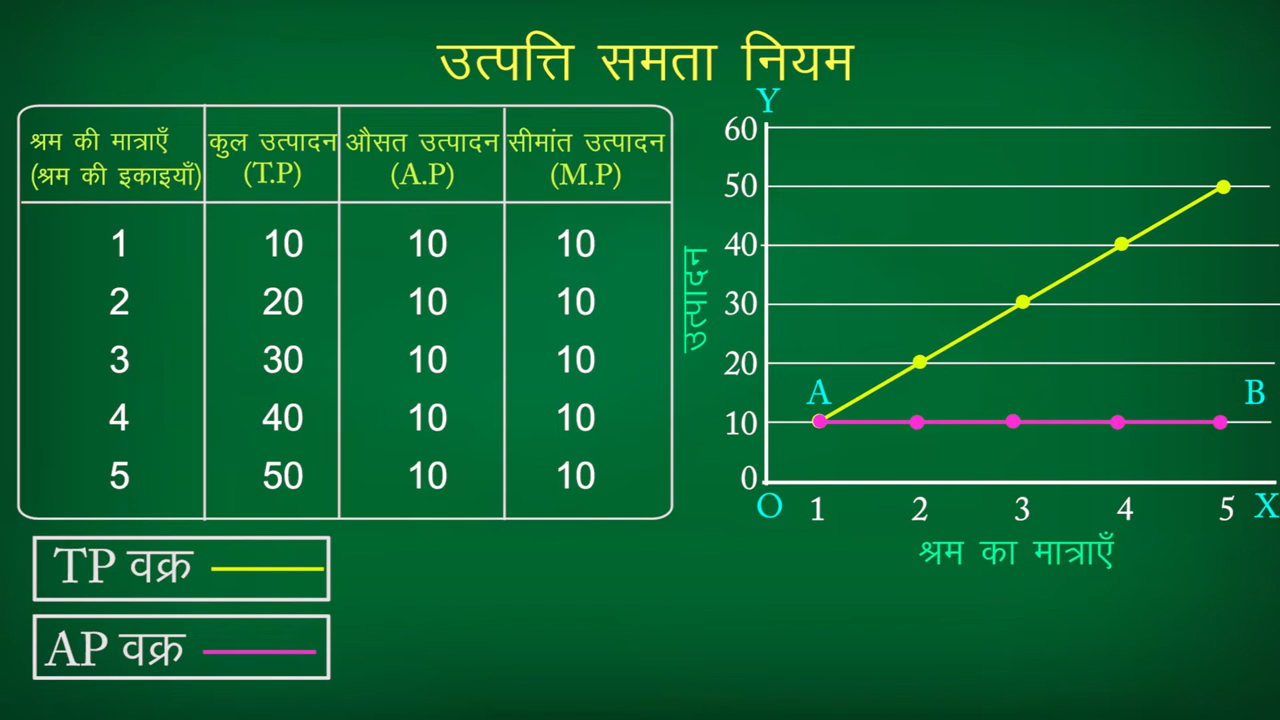 उत्पत्ति समता नियम
श्रम की मात्राएँ कुल उत्पादन औसत उत्पादन सीमांत उत्पादन
(श्रम की इकाइयाँ) (T.P) (A.P) (M.P)
1 10 10 10
2 20 10 10
3 30 10 10
4 40 10 10
5 50 10 10
TP वक्र
AP वक्र
Y
60
50
40
30
20
10
0
उत्पादन
A B
O 1 2 3 4 5 X
श्रम का मात्राएँ